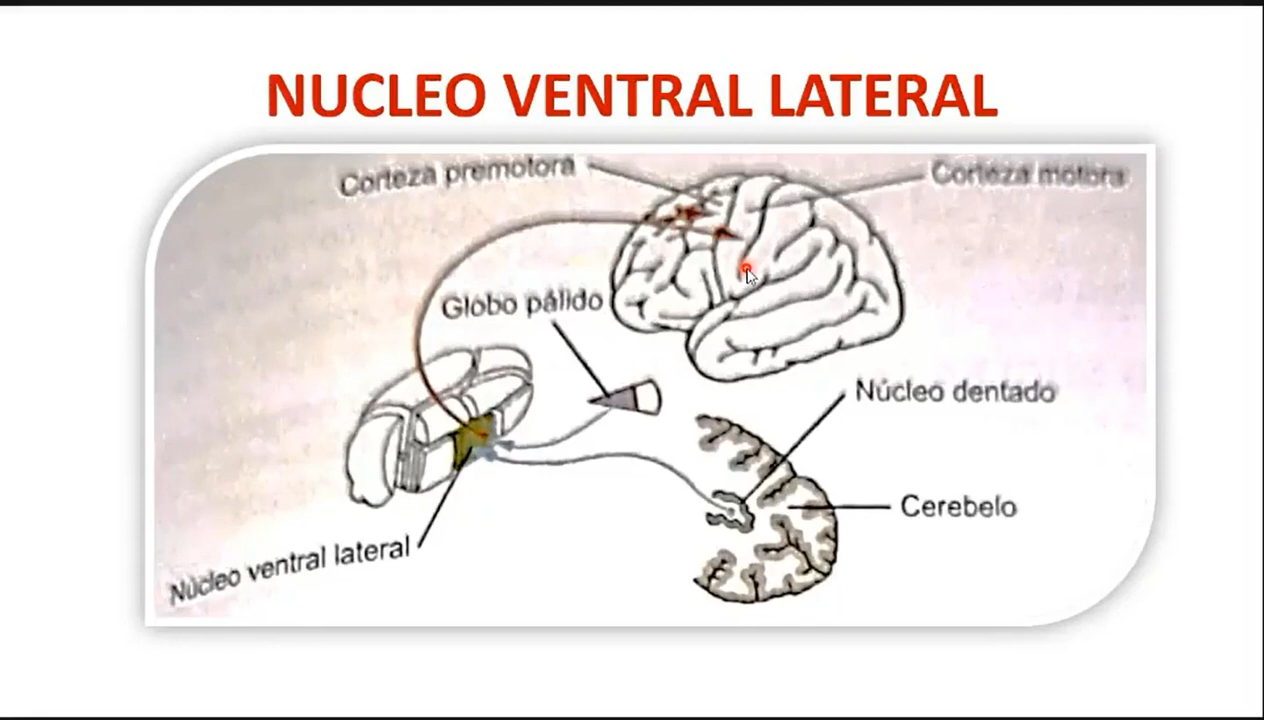 NUCLEO VENTRAL LATERAL
Corteza premotora
Corteza motora
Globo pálido
Núcleo dentado
Cerebelo
Núcleo ventral lateral